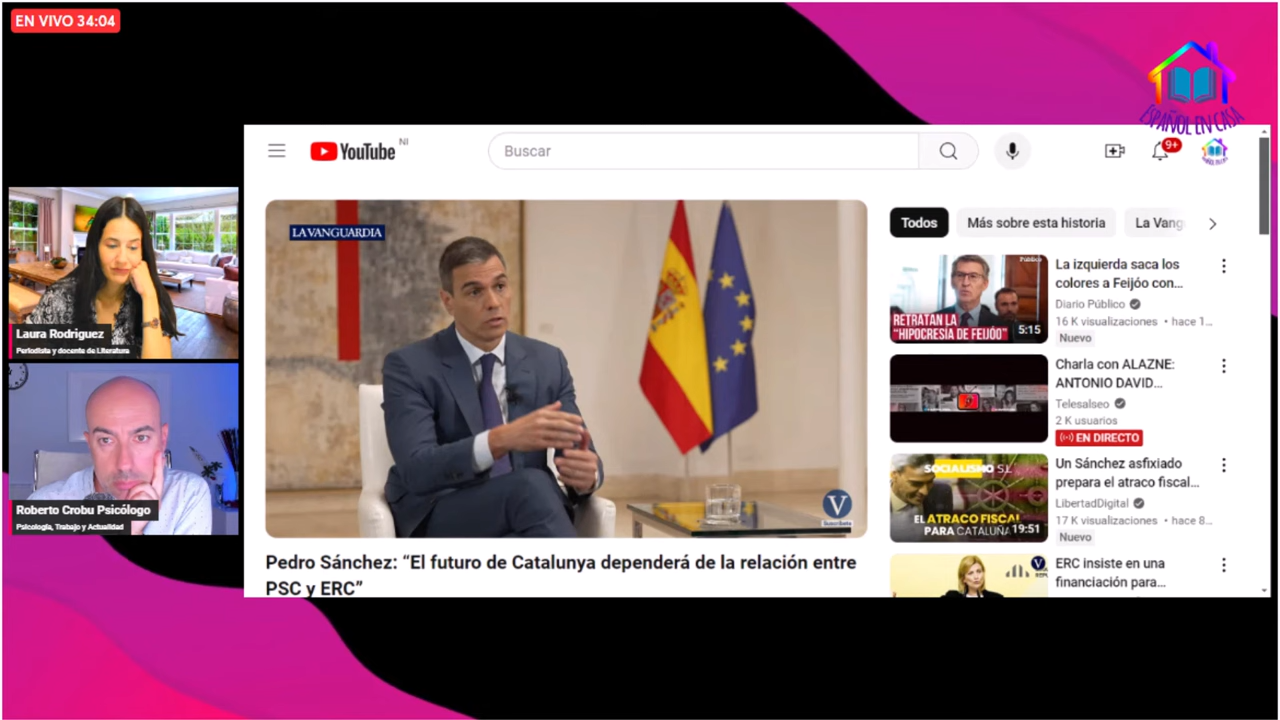 EN VIVO 34:04
ESPAÑOL EN CASA
YouTube NI
Buscar
9+
LAVANGUARDIA
V
Suscríbete
Pedro Sánchez: “El futuro de Catalunya dependerá de la relación entre
PSC y ERC”
Laura Rodriguez
Periodista y docente de Literatura
Roberto Crobu Psicólogo
Psicología, Trabajo y Actualidad
Todos
Más sobre esta historia
La Vang
Público
RETRATAN LA
"HIPOCRESÍA DE FEIJÓO"
5:15
La izquierda saca los
colores a Feijóo con...
Diario Público
16 K visualizaciones • hace 1...
Nuevo
Charla con ALAZNE:
ANTONIO DAVID...
Telesalseo
2 K usuarios
EN DIRECTO
SOCIALISMO S.L.
EL ATRACO FISCAL
PARA CATALUÑA
19:51
Un Sánchez asfixiado
prepara el atraco fiscal...
LibertadDigital
17 K visualizaciones • hace 8...
Nuevo
V
ERC insiste en una
financiación para...